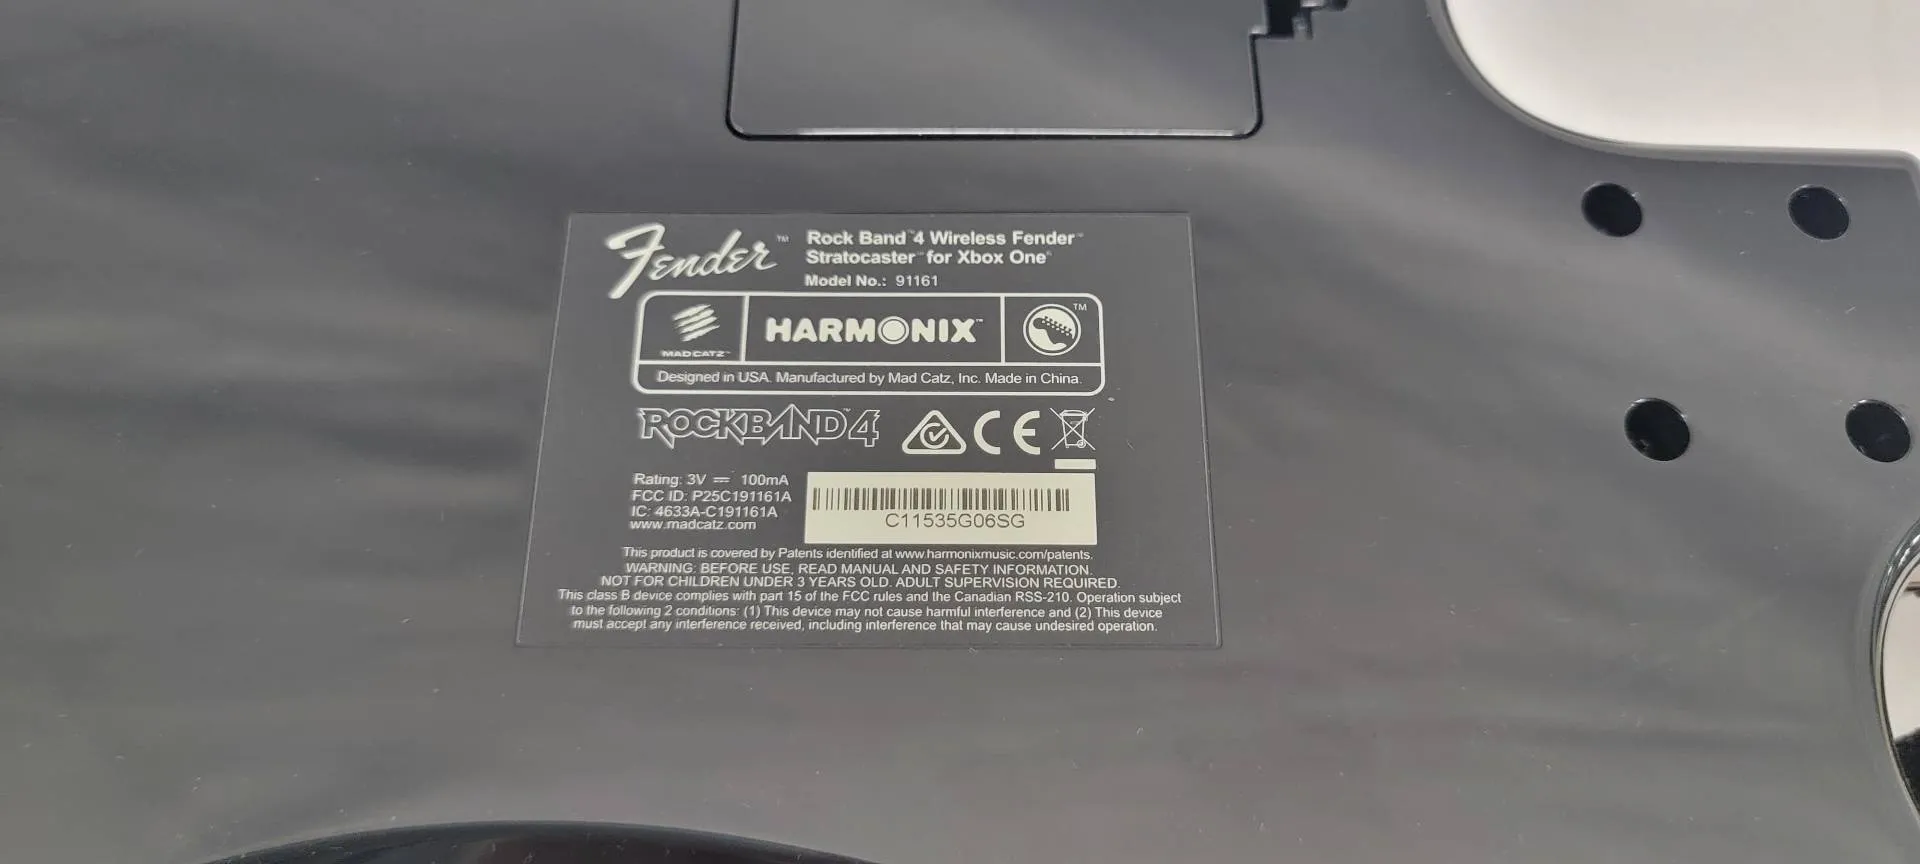 Fender™ Rock Band™4 Wireless Fender™
Stratocaster™ for Xbox One®
Model No.: 91161
MAD CATZ™
HARMONIX™
TM
Designed in USA. Manufactured by Mad Catz, Inc. Made in China.
ROCKBAND™4
CE
Rating: 3V ⎓ 100mA
FCC ID: P25C191161A
IC: 4633A-C191161A
www.madcatz.com
C11535G06SG
This product is covered by Patents identified at www.harmonixmusic.com/patents.
WARNING: BEFORE USE, READ MANUAL AND SAFETY INFORMATION.
NOT FOR CHILDREN UNDER 3 YEARS OLD. ADULT SUPERVISION REQUIRED.
This class B device complies with part 15 of the FCC rules and the Canadian RSS-210. Operation subject
to the following 2 conditions: (1) This device may not cause harmful interference and (2) This device
must accept any interference received, including interference that may cause undesired operation.